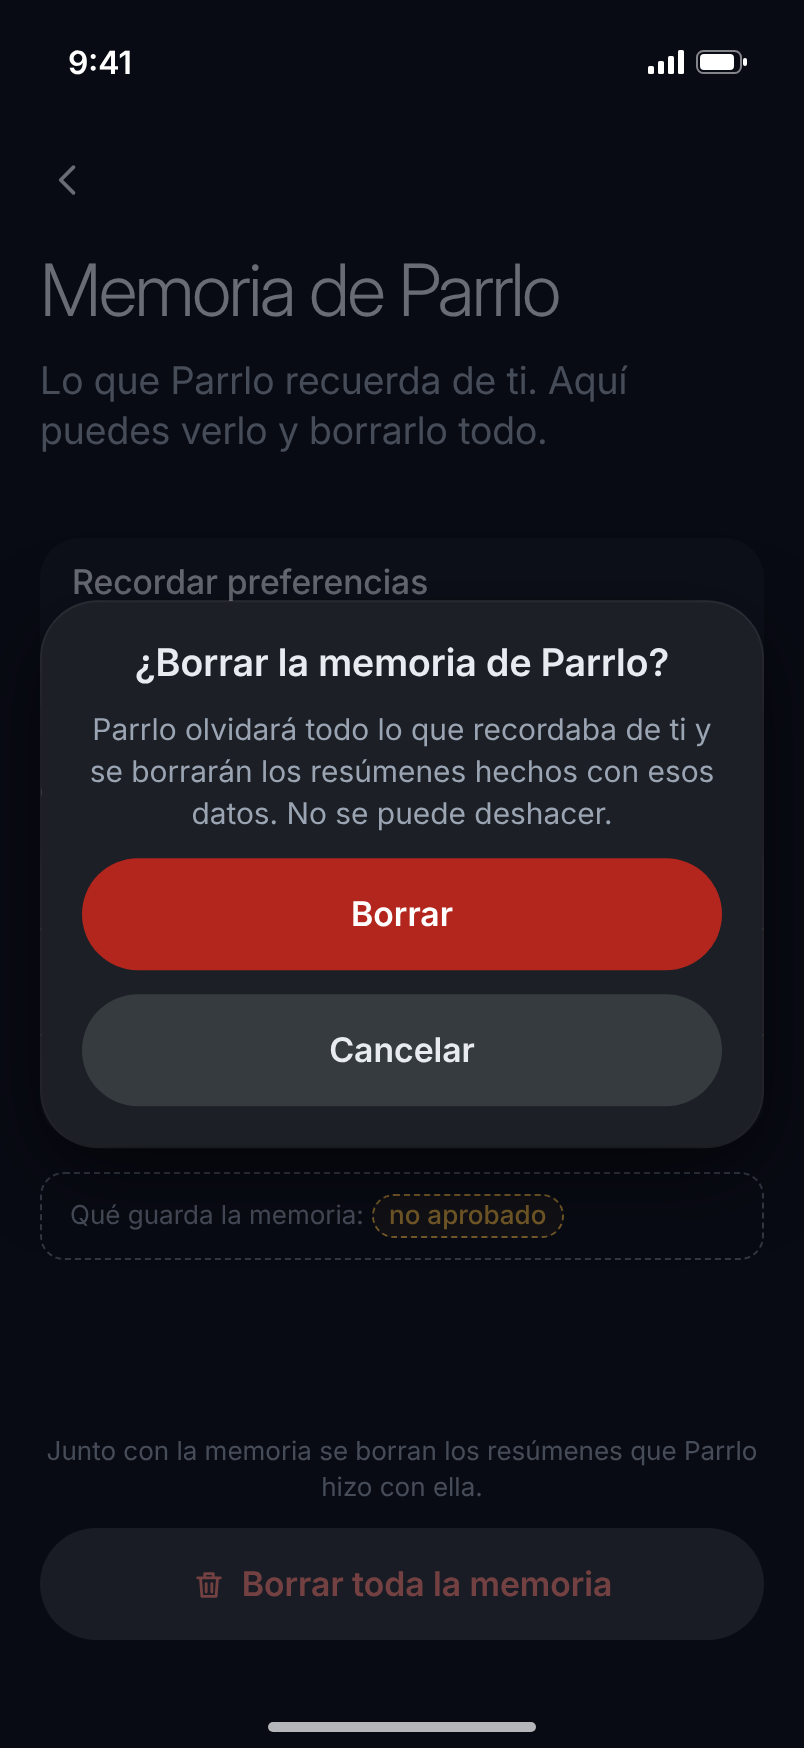 9:41
Memoria de Parrlo
Lo que Parrlo recuerda de ti. Aquí
puedes verlo y borrarlo todo.
Recordar preferencias
¿Borrar la memoria de Parrlo?
Parrlo olvidará todo lo que recordaba de ti y
se borrarán los resúmenes hechos con esos
datos. No se puede deshacer.
Borrar
Cancelar
Qué guarda la memoria: no aprobado
Junto con la memoria se borran los resúmenes que Parrlo
hizo con ella.
Borrar toda la memoria